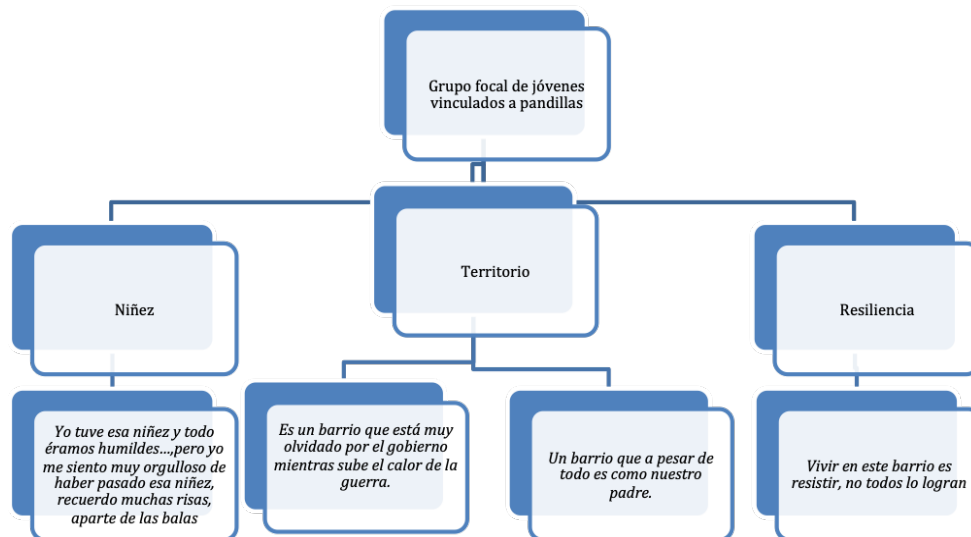 Grupo focal de jóvenes
vinculados a pandillas
Niñez
Territorio
Resiliencia
Yo tuve esa niñez y todo
éramos humildes...,pero yo
me siento muy orgulloso de
haber pasado esa niñez,
recuerdo muchas risas,
aparte de las balas
Es un barrio que está muy
olvidado por el gobierno
mientras sube el calor de la
guerra.
Un barrio que a pesar de
todo es como nuestro
padre.
Vivir en este barrio es
resistir, no todos lo logran